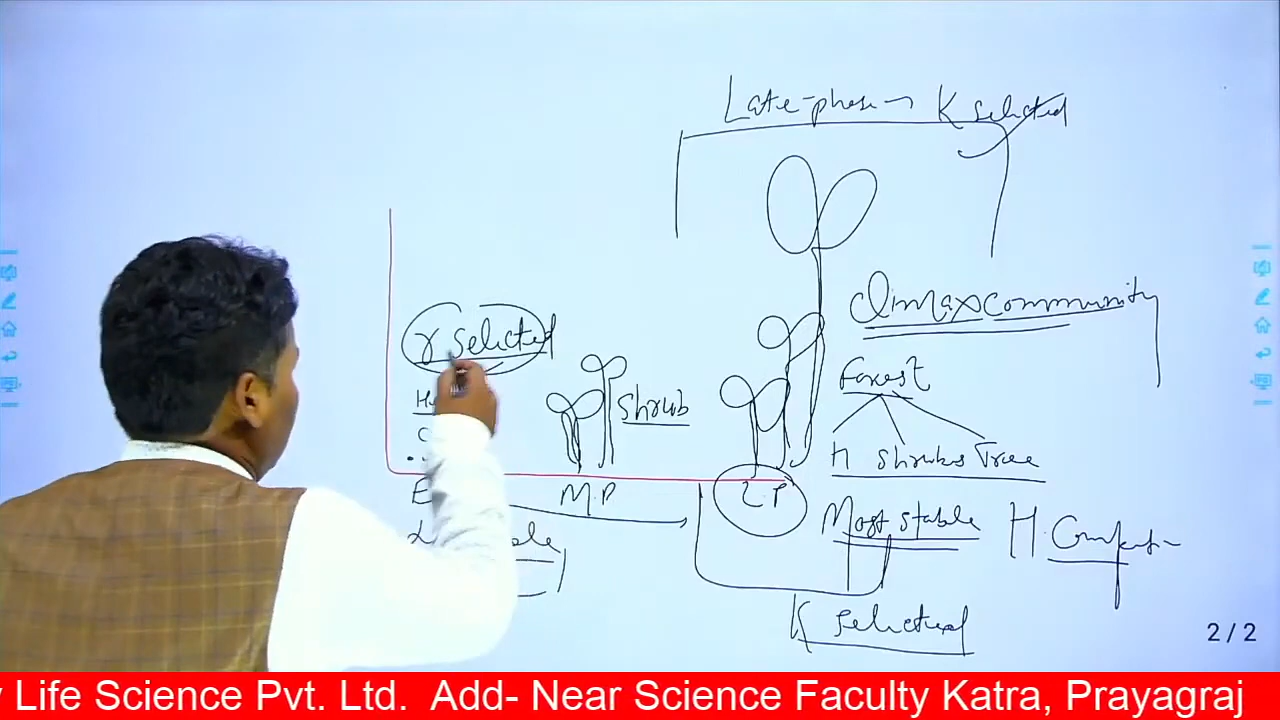 Late-phase → K selected
r selected
climax community
Forest
Shrub
H Shrubs Tree
M.P
L.P
Most stable
K selected
2 / 2
Life Science Pvt. Ltd. Add- Near Science Faculty Katra, Prayagraj